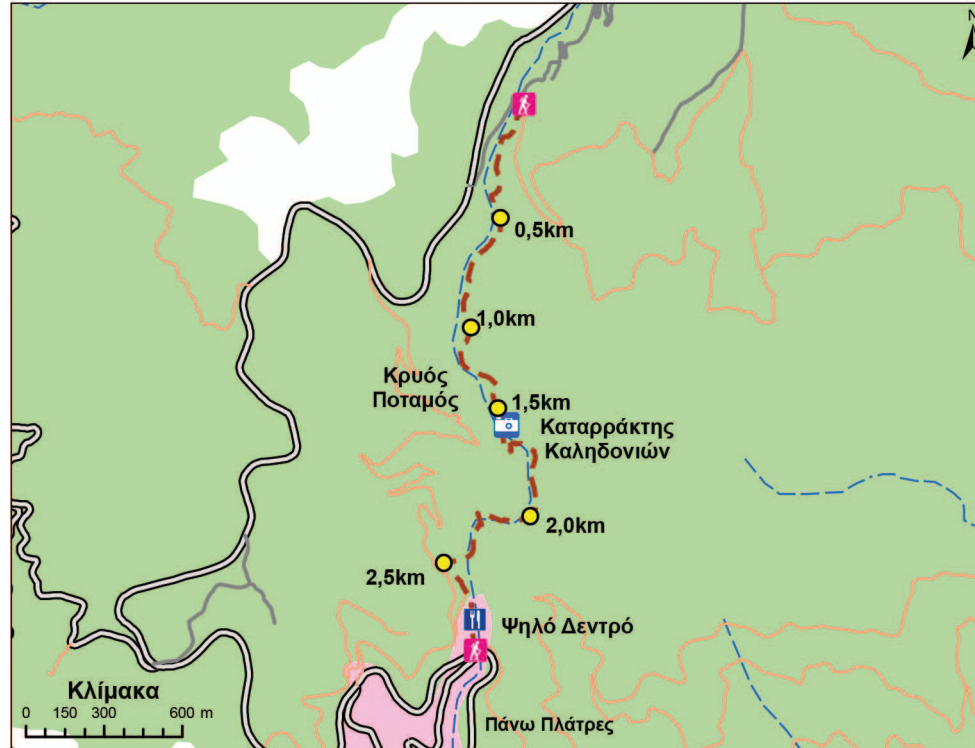 N
0,5km
1,0km
Κρυός
Ποταμός
1,5km
Καταρράκτης
Καληδονιών
2,0km
2,5km
Ψηλό Δεντρό
Κλίμακα
0 150 300 600 m
Πάνω Πλάτρες